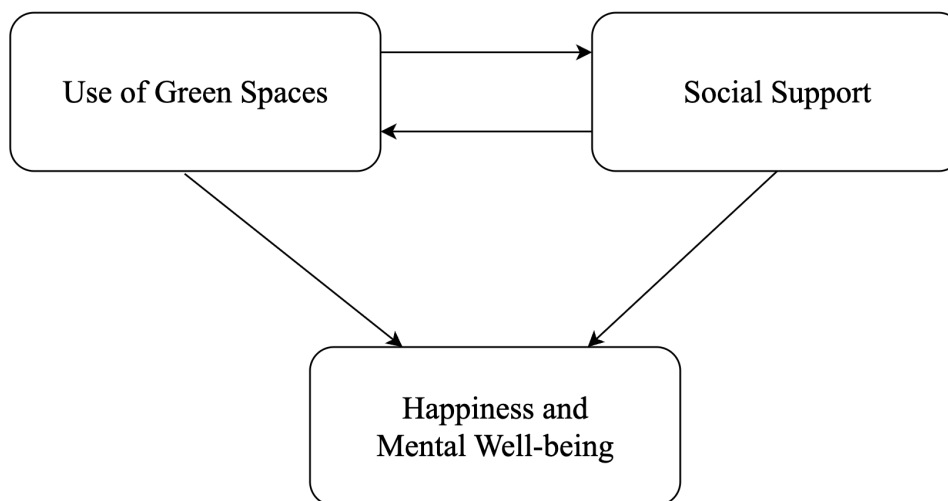 Use of Green Spaces
Social Support
Happiness and
Mental Well-being